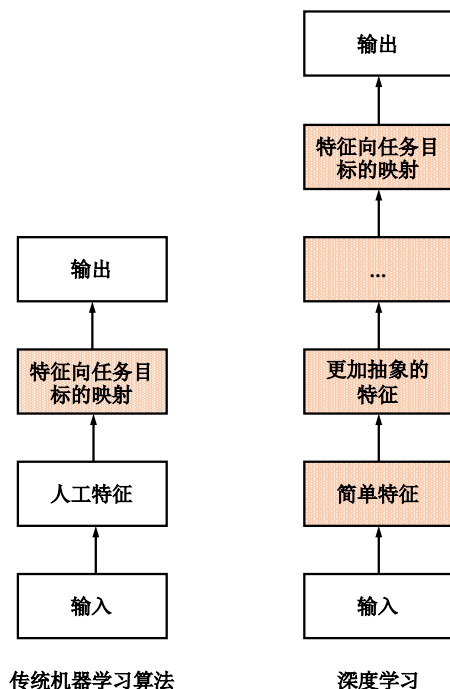 输出
特征向任务目
标的映射
人工特征
输入
传统机器学习算法
输出
特征向任务目
标的映射
...
更加抽象的
特征
简单特征
输入
深度学习